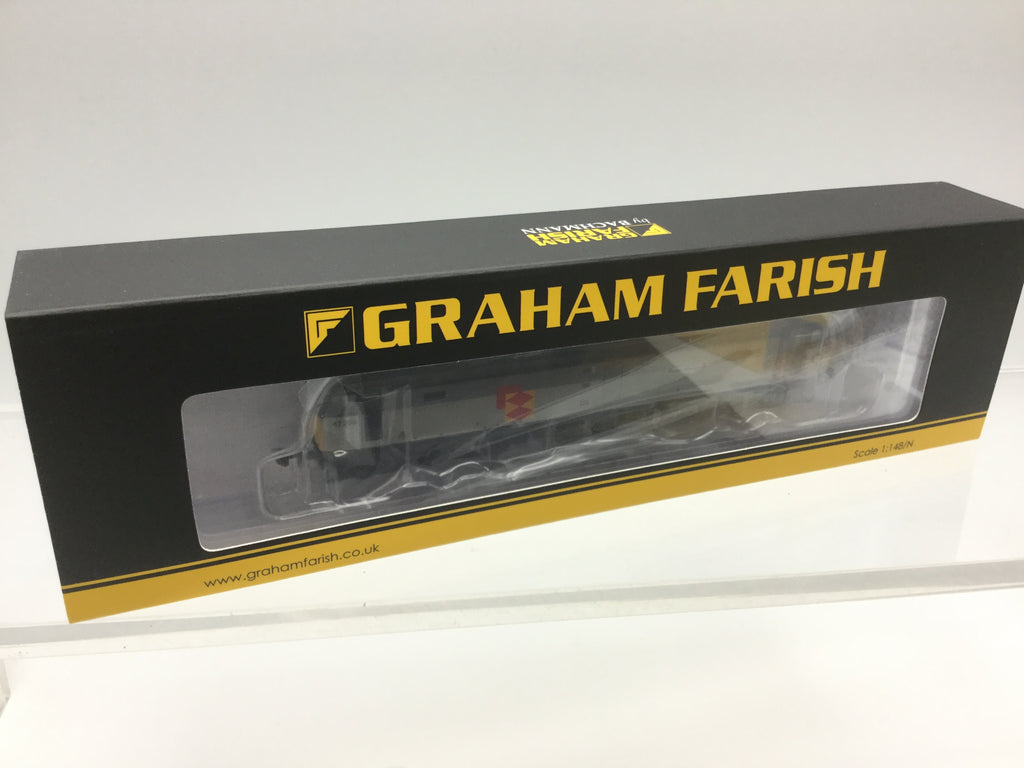 GRAHAM
FARISH
by BACHMANN
GRAHAM FARISH
Scale 1:148/N
www.grahamfarish.co.uk